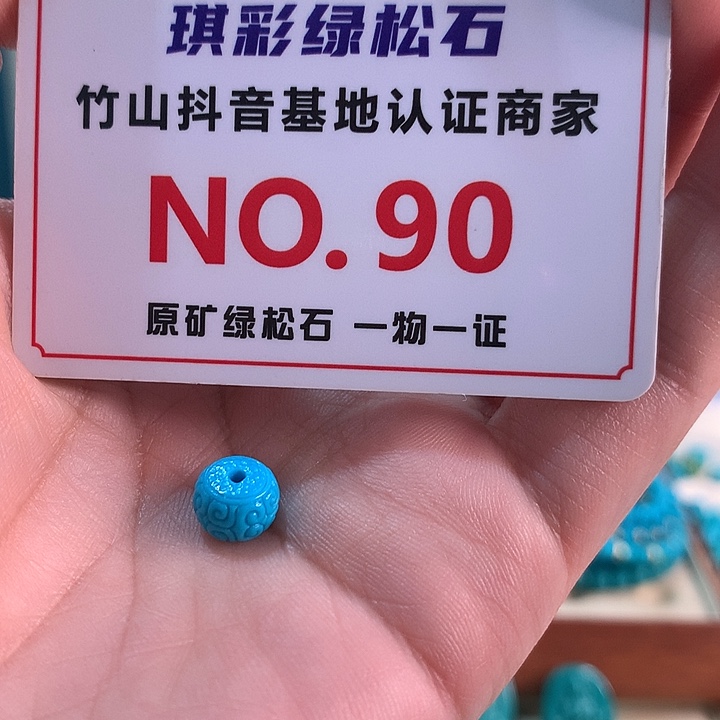 琪彩绿松石
竹山抖音基地认证商家
NO. 90
原矿绿松石 一物一证